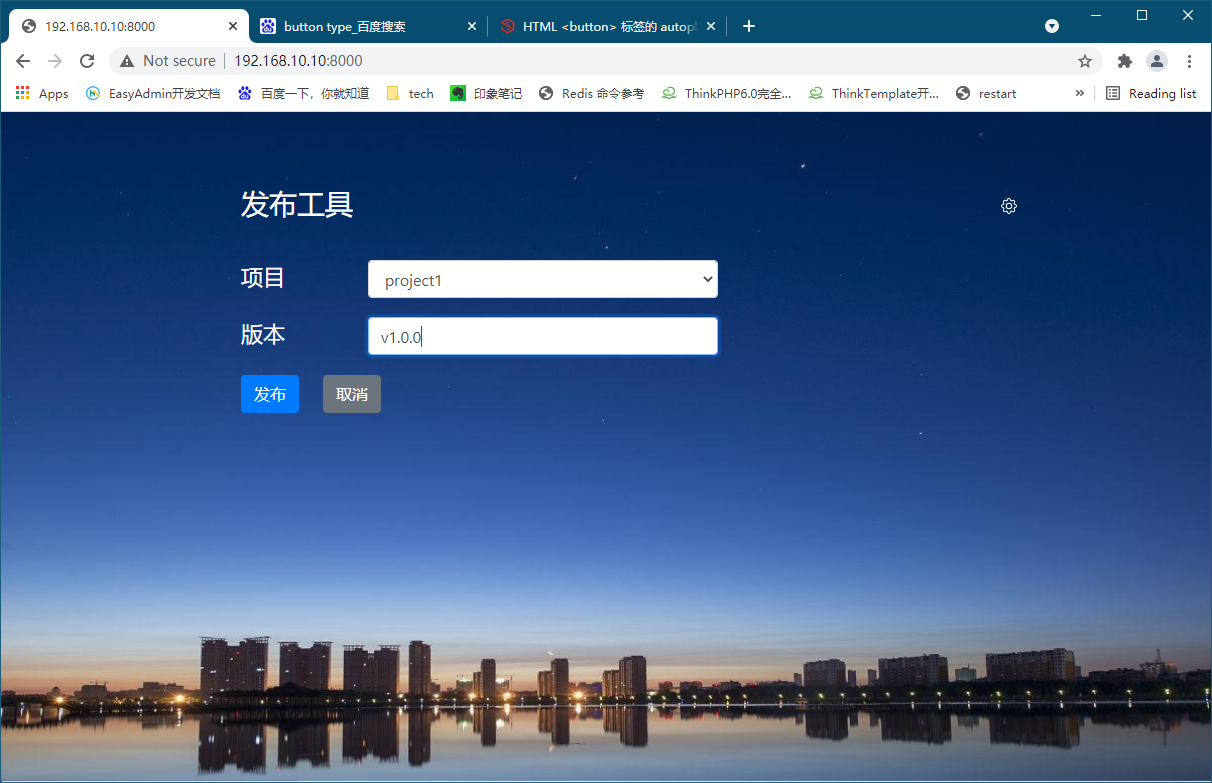 192.168.10.10:8000
button type_百度搜索
HTML <button> 标签的 autop
Not secure
192.168.10.10:8000
Apps
EasyAdmin开发文档
百度一下，你就知道
tech
印象笔记
Redis 命令参考
ThinkPHP6.0完全...
ThinkTemplate开...
restart
»
Reading list
发布工具
项目
project1
版本
v1.0.0
发布
取消